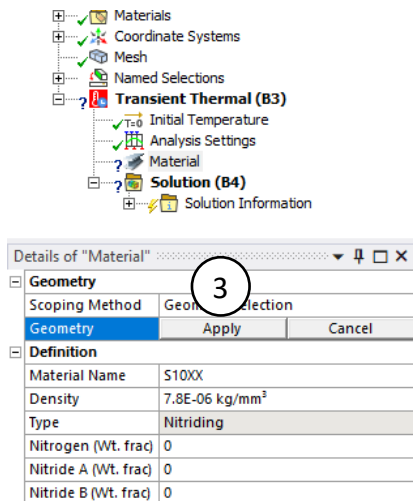 Materials
Coordinate Systems
Mesh
Named Selections
? Transient Thermal (B3)
T=0 Initial Temperature
Analysis Settings
? Material
? Solution (B4)
Solution Information
Details of "Material"
Geometry
3
Scoping Method
Geometry Apply Cancel
Definition
Material Name S10XX
Density 7.8E-06 kg/mm³
Type Nitriding
Nitrogen (Wt. frac) 0
Nitride A (Wt. frac) 0
Nitride B (Wt. frac) 0